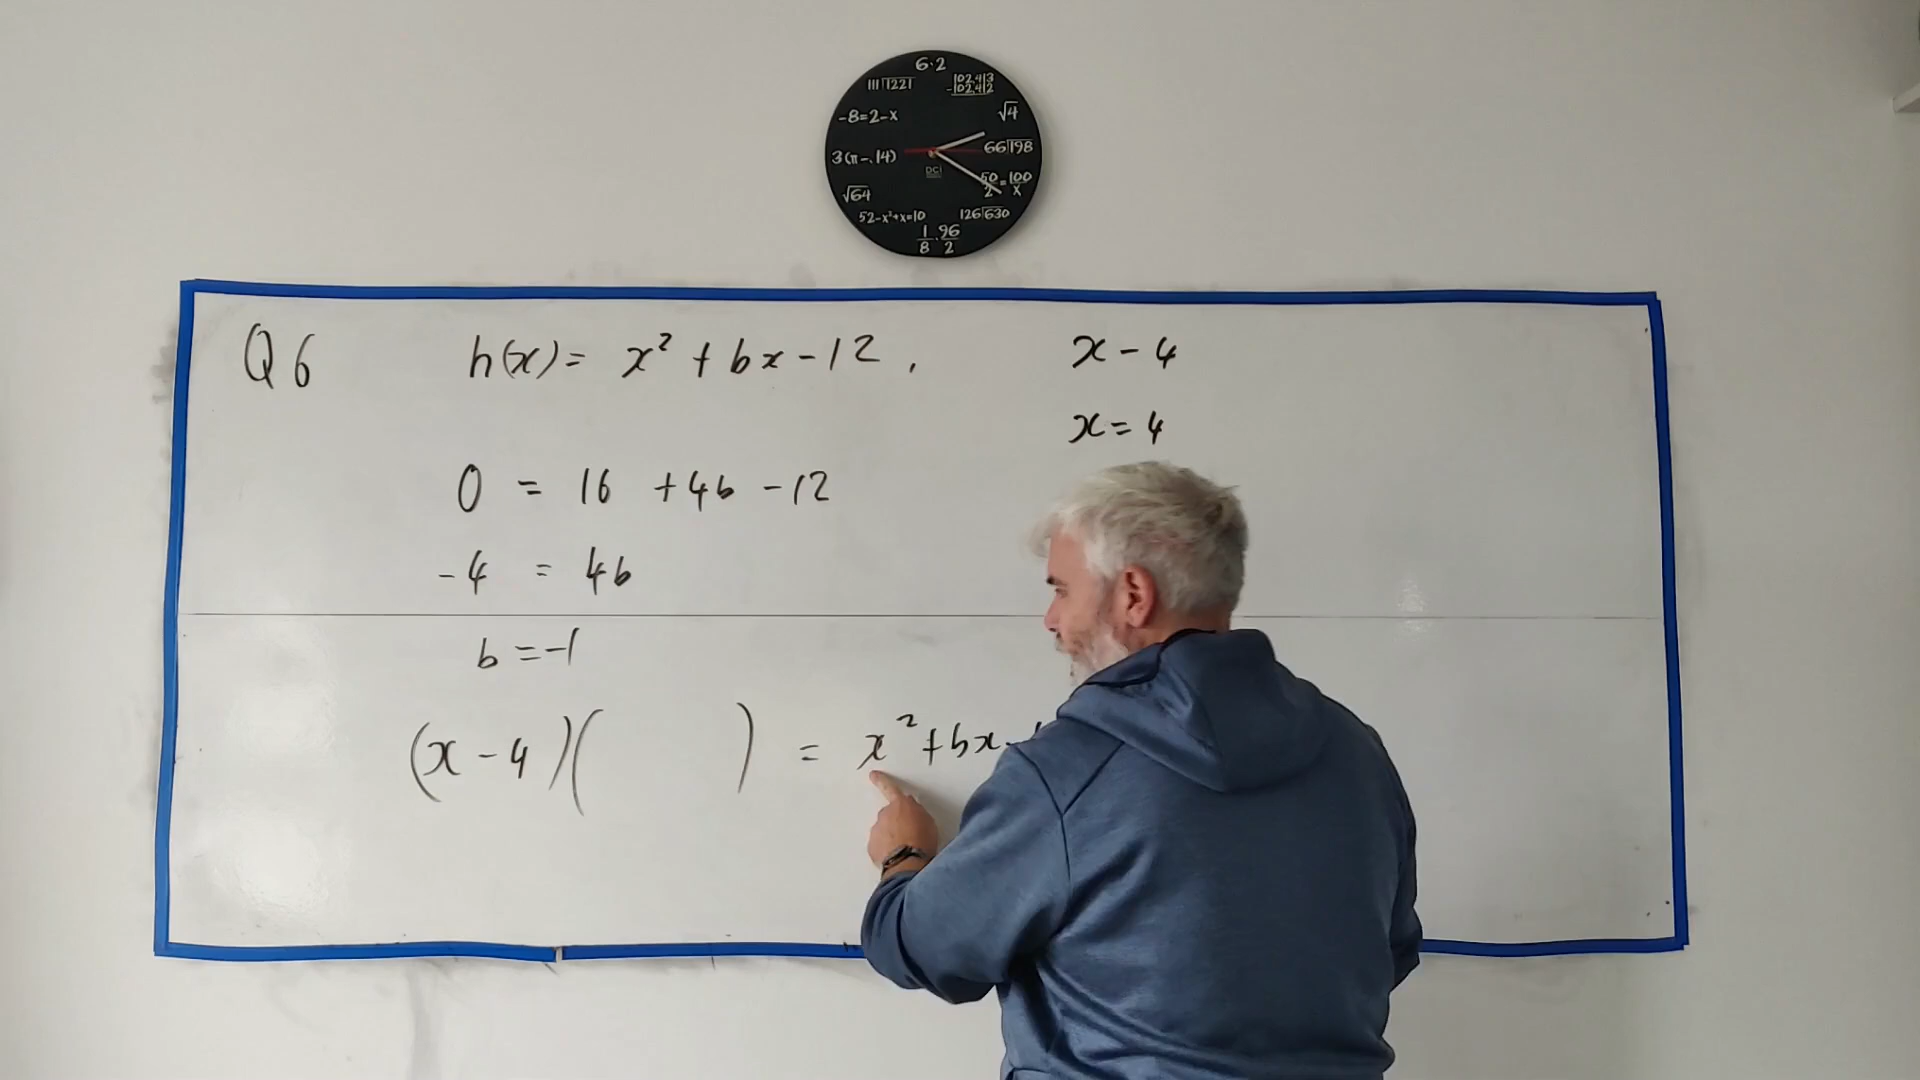 6·2
111⟌1221
102,413
-102,412
-8=2-x
√4
3(π-.14)
66⟌198
√64
50/2 = 100/x
52-x²+x=10
126⟌630
1/8 · 96/2
DCI
Q6 h(x) = x² + bx - 12 , x - 4
x = 4
0 = 16 + 4b - 12
-4 = 4b
b = -1
(x - 4)( ) = x² + bx -